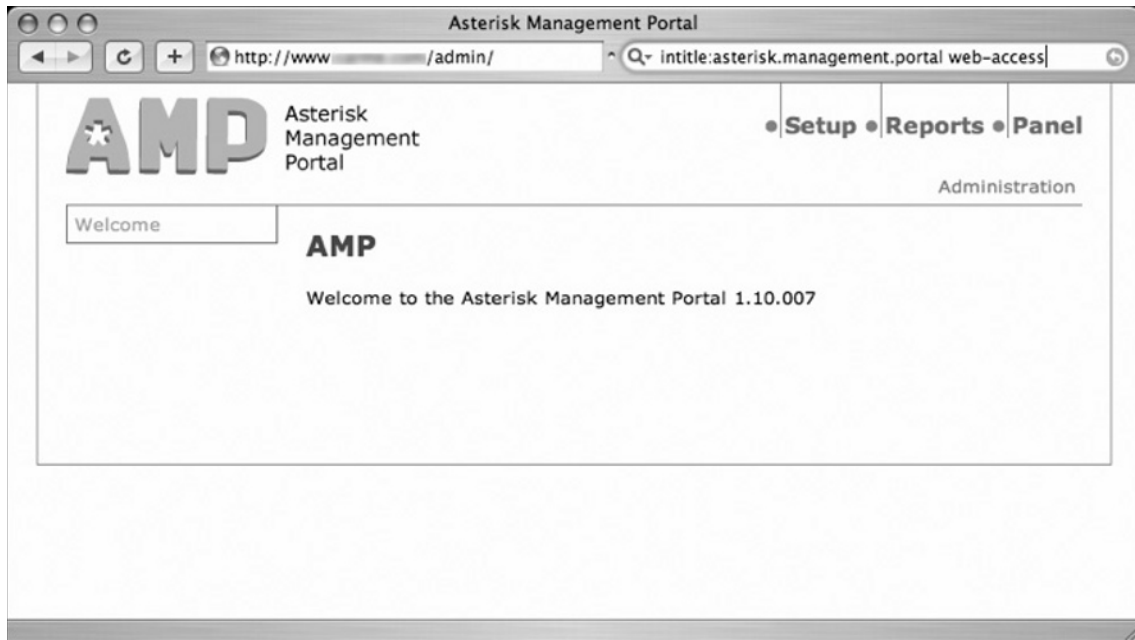 Asterisk Management Portal
http://www /admin/
intitle:asterisk.management.portal web-access
AMP
Asterisk
Management
Portal
Setup
Reports
Panel
Administration
Welcome
AMP
Welcome to the Asterisk Management Portal 1.10.007